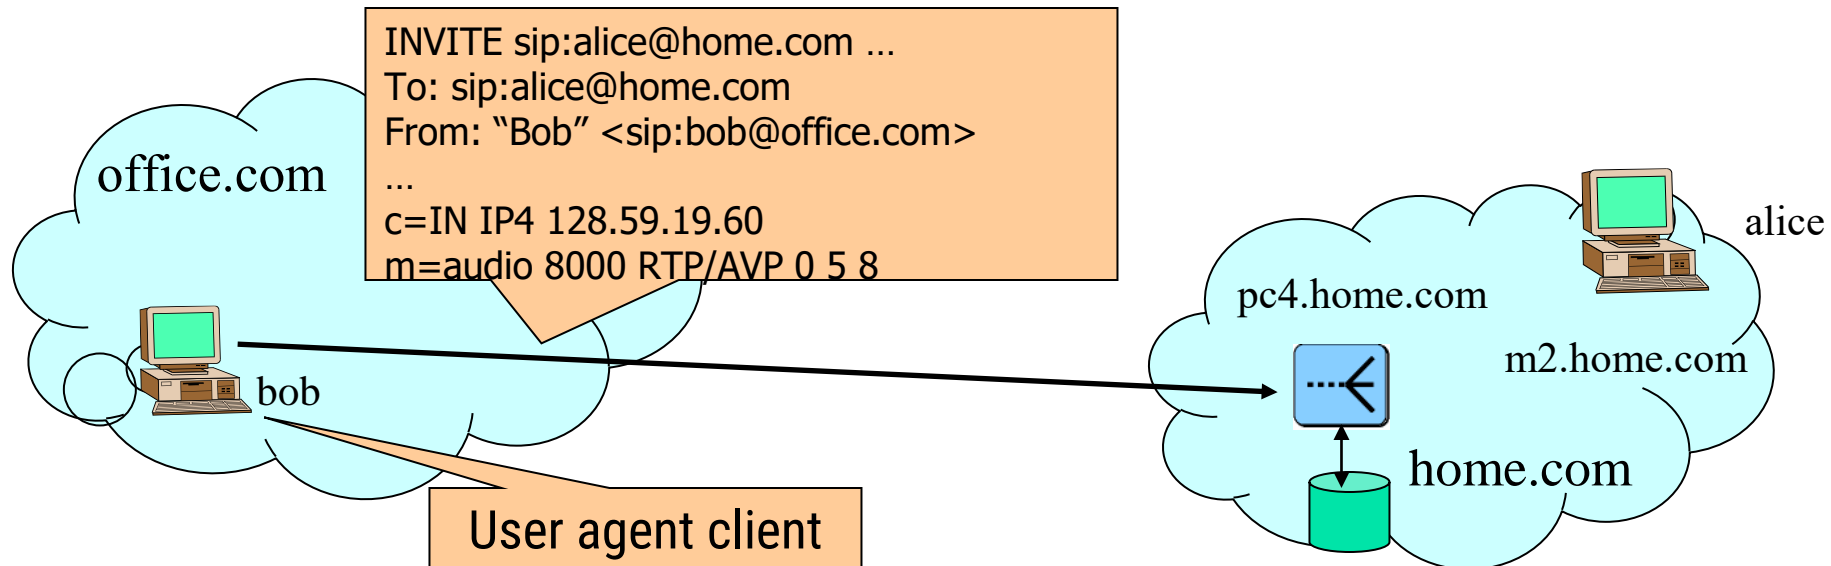 INVITE sip:alice@home.com …
To: sip:alice@home.com
From: “Bob” <sip:bob@office.com>
…
c=IN IP4 128.59.19.60
m=audio 8000 RTP/AVP 0 5 8
office.com
bob
User agent client
alice
pc4.home.com
m2.home.com
home.com